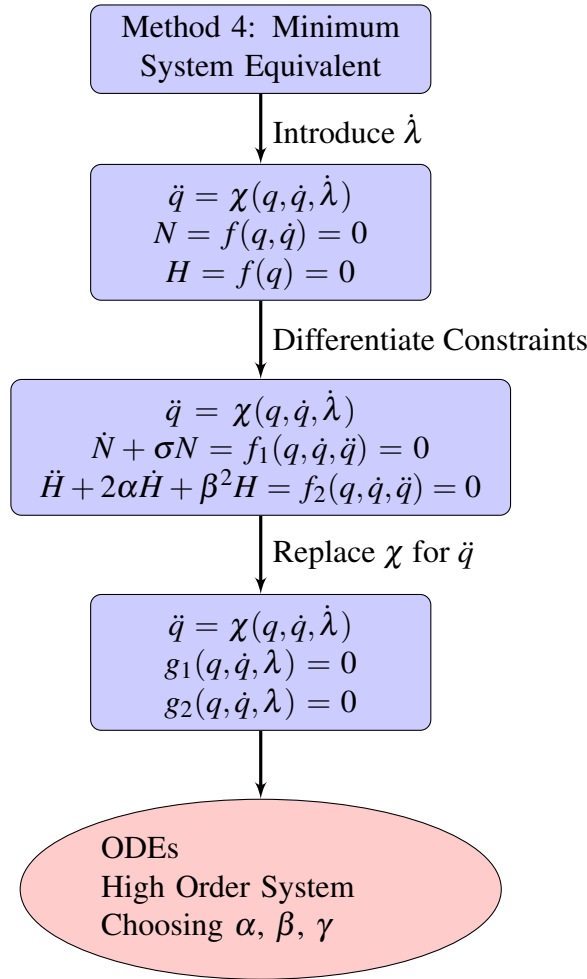 Method 4: Minimum
System Equivalent
Introduce λ̇
q̈ = χ(q, q̇, λ̇)
N = f(q, q̇) = 0
H = f(q) = 0
Differentiate Constraints
q̈ = χ(q, q̇, λ̇)
Ṅ + σN = f₁(q, q̇, q̈) = 0
Ḧ + 2αḢ + β²H = f₂(q, q̇, q̈) = 0
Replace χ for q̈
q̈ = χ(q, q̇, λ̇)
g₁(q, q̇, λ) = 0
g₂(q, q̇, λ) = 0
ODEs
High Order System
Choosing α, β, γ